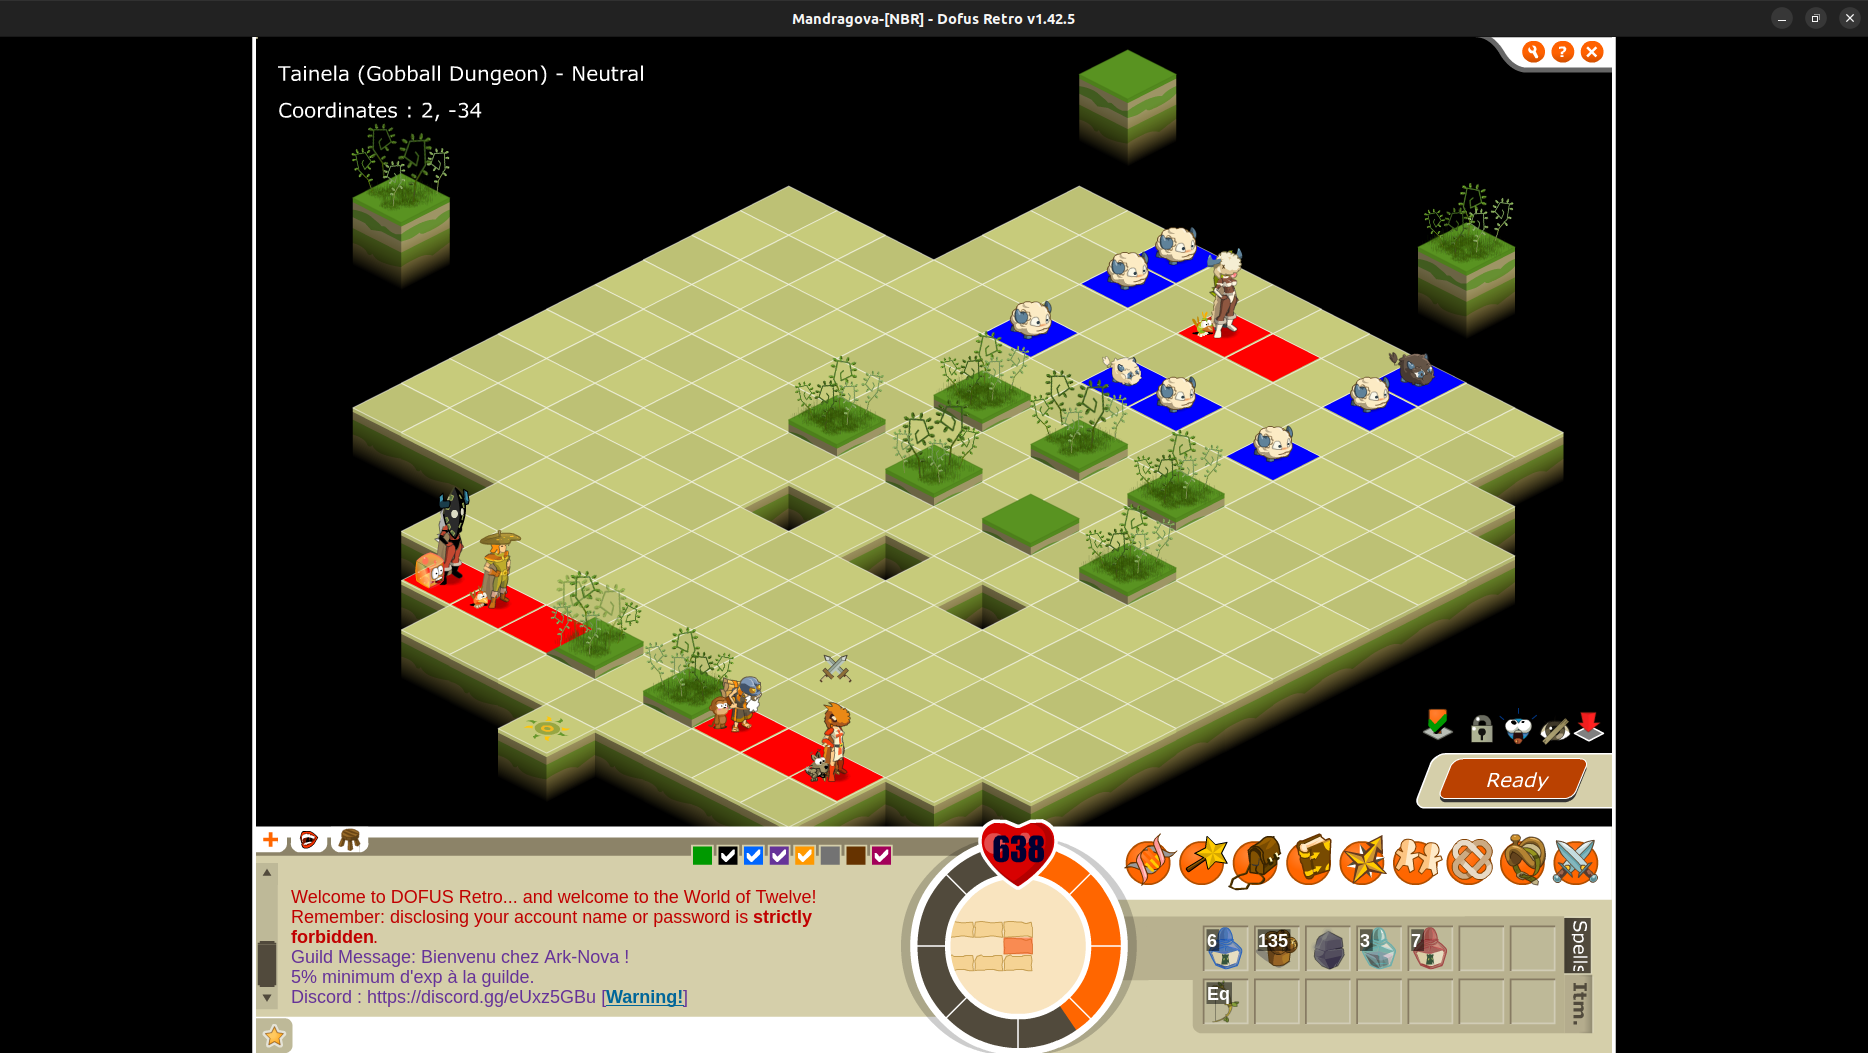 Mandragova-[NBR] - Dofus Retro v1.42.5
Tainela (Gobball Dungeon) - Neutral
Coordinates : 2, -34
Ready
638
Welcome to DOFUS Retro... and welcome to the World of Twelve!
Remember: disclosing your account name or password is strictly
forbidden.
Guild Message: Bienvenu chez Ark-Nova !
5% minimum d'exp à la guilde.
Discord : https://discord.gg/eUxz5GBu [Warning!]
6
135
3
7
Spells
Eq
Itm.